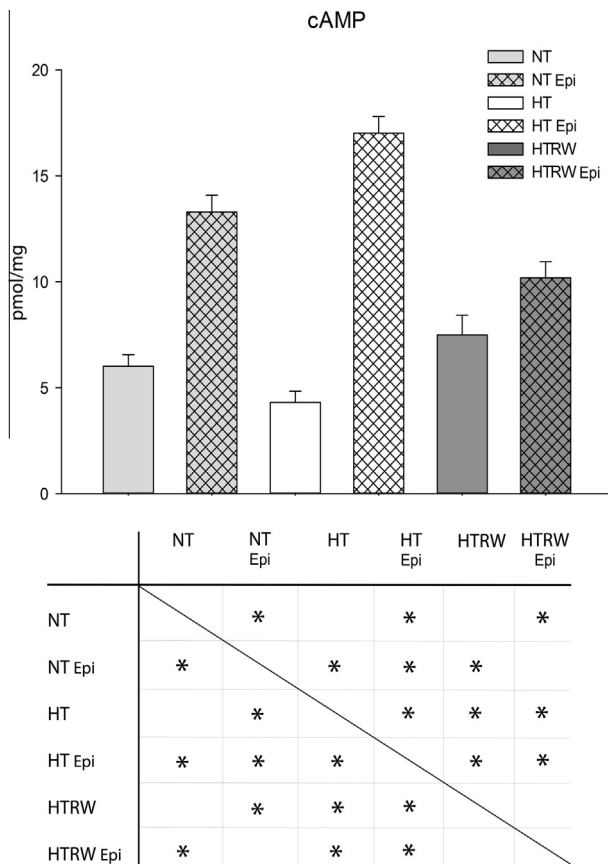 cAMP
20
15
10
5
0
pmol/mg
NT
NT Epi
HT
HT Epi
HTRW
HTRW Epi
NT NT Epi HT HT Epi HTRW HTRW Epi
NT * * *
NT Epi * * * *
HT * * * *
HT Epi * * * * *
HTRW * * *
HTRW Epi * * *